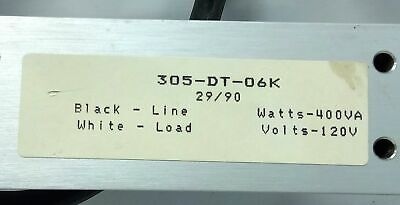 305-DT-06K
29/90
Black - Line Watts-400VA
White - Load Volts-120V